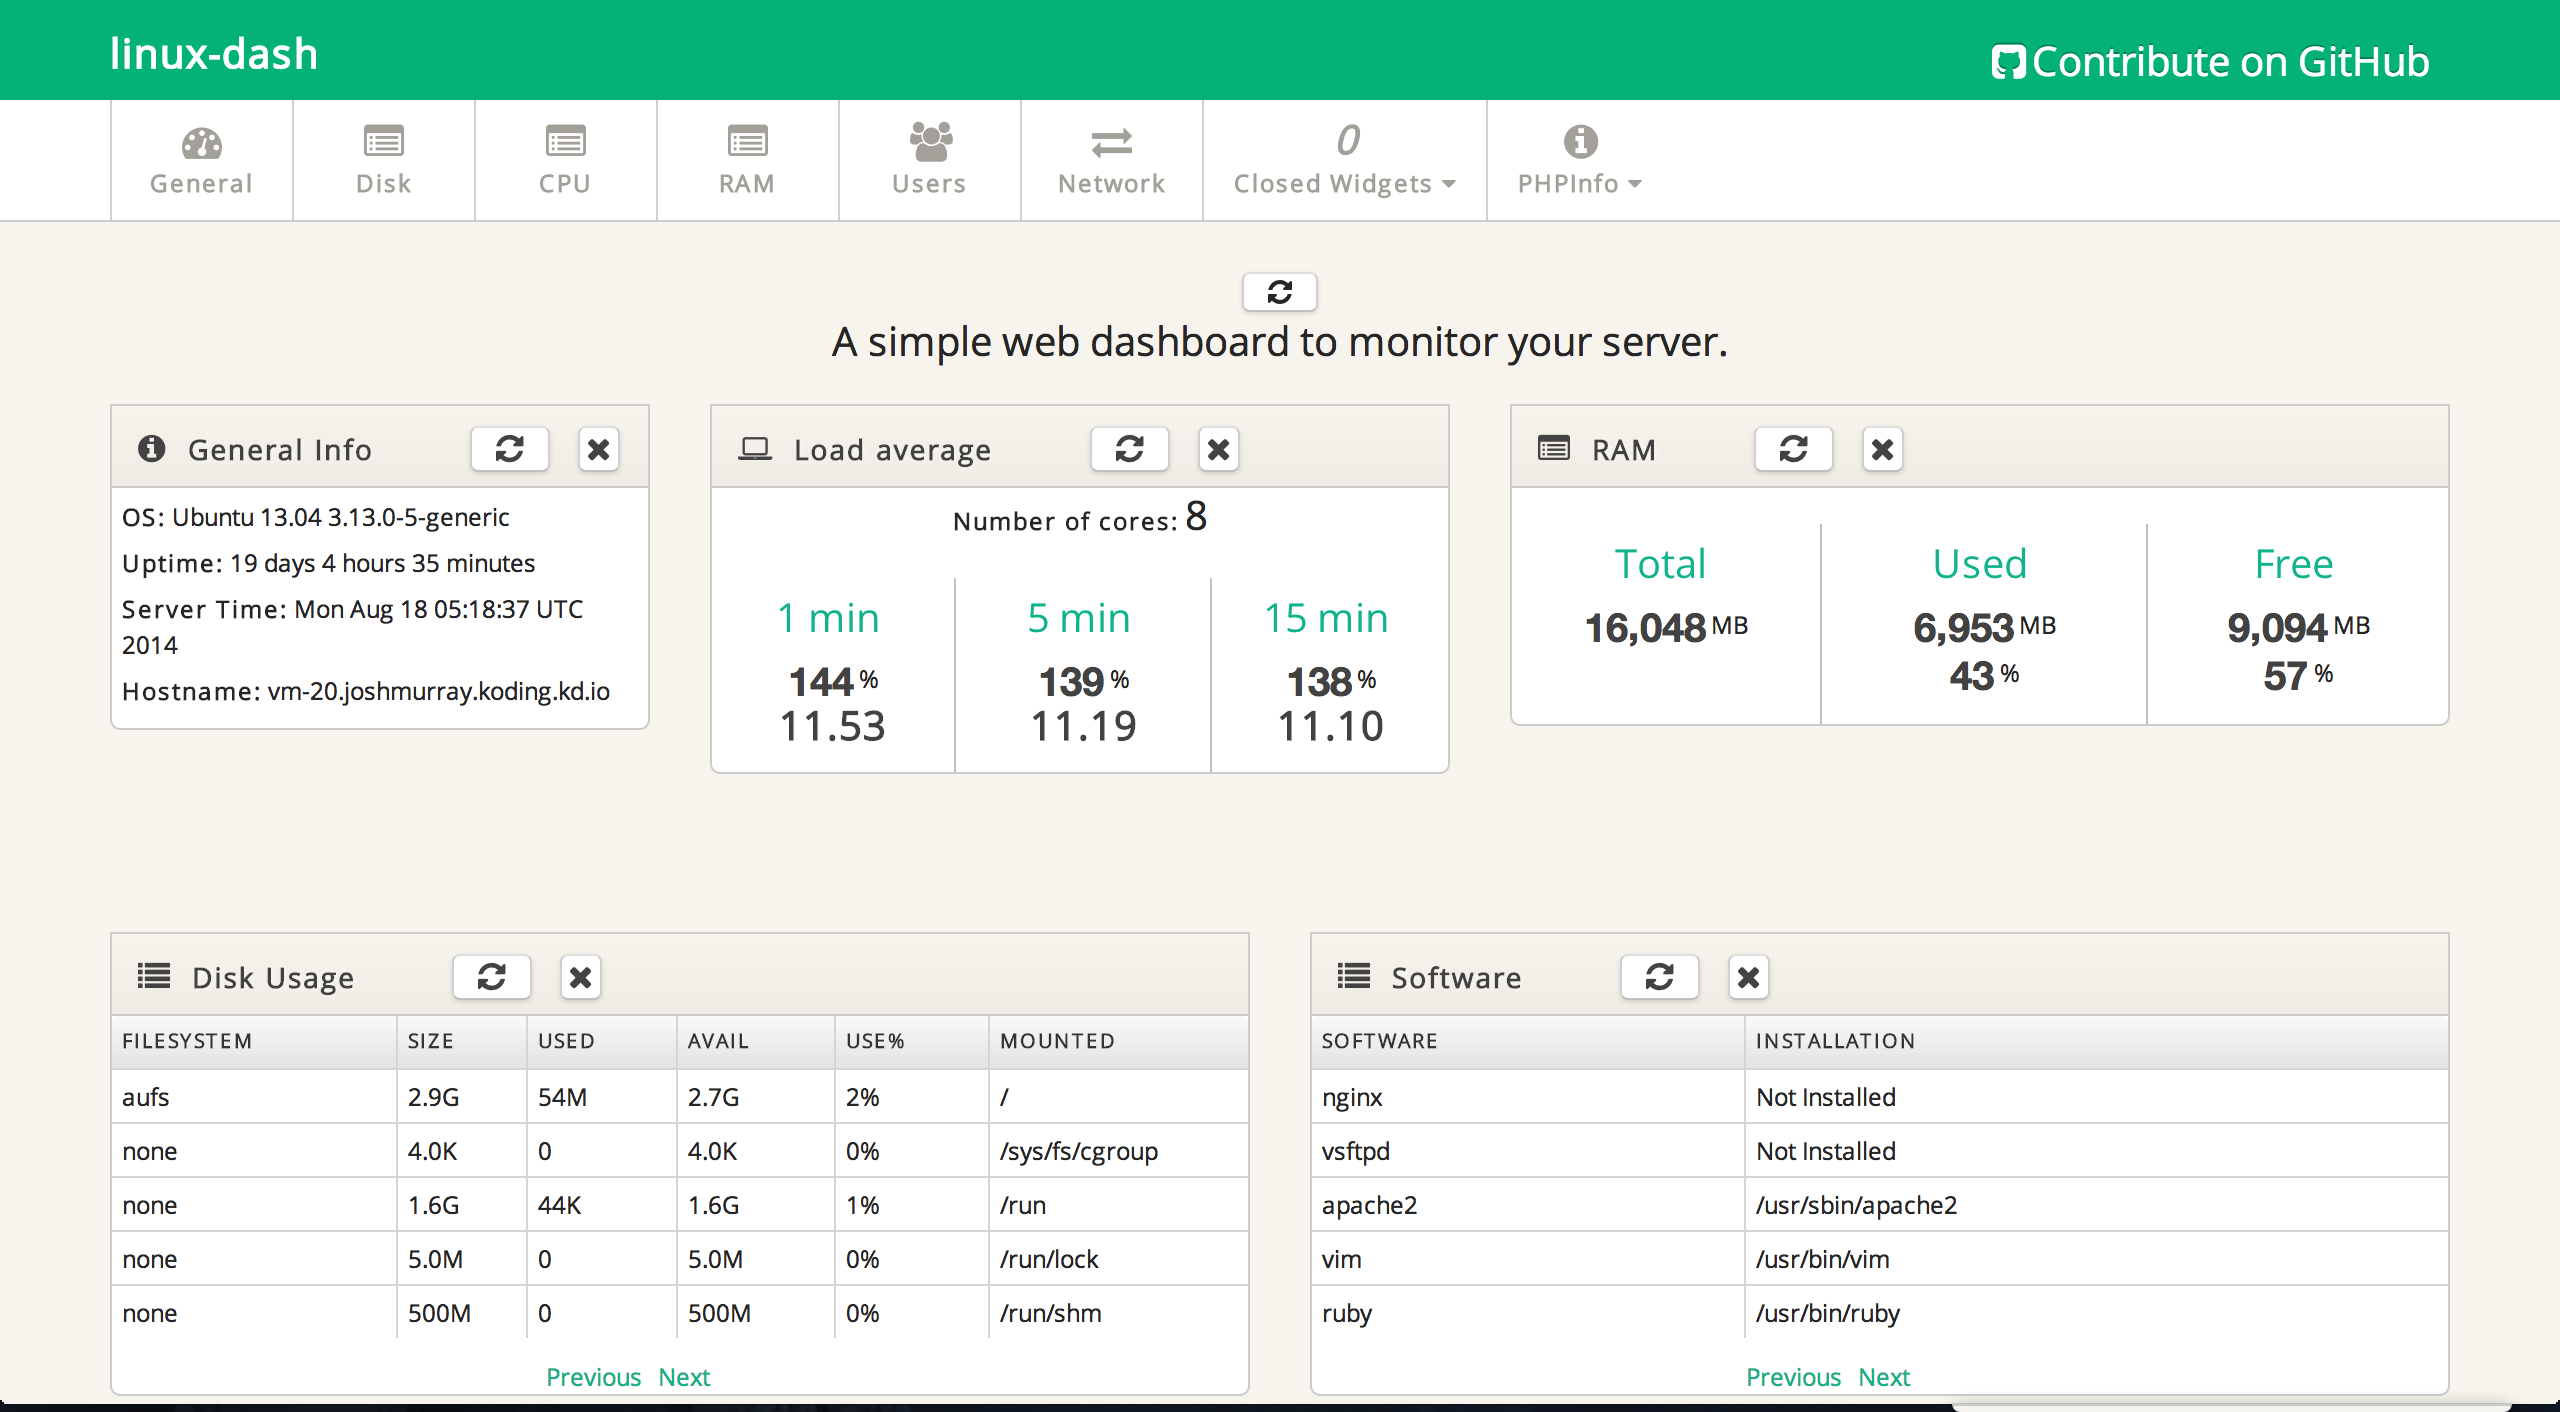 linux-dash
Contribute on GitHub
General
Disk
CPU
RAM
Users
Network
0
Closed Widgets
PHPInfo
A simple web dashboard to monitor your server.
General Info
OS: Ubuntu 13.04 3.13.0-5-generic
Uptime: 19 days 4 hours 35 minutes
Server Time: Mon Aug 18 05:18:37 UTC
2014
Hostname: vm-20.joshmurray.koding.kd.io
Load average
Number of cores: 8
1 min 5 min 15 min
144 % 139 % 138 %
11.53 11.19 11.10
RAM
Total Used Free
16,048 MB 6,953 MB 9,094 MB
43 % 57 %
Disk Usage
FILESYSTEM SIZE USED AVAIL USE% MOUNTED
aufs 2.9G 54M 2.7G 2% /
none 4.0K 0 4.0K 0% /sys/fs/cgroup
none 1.6G 44K 1.6G 1% /run
none 5.0M 0 5.0M 0% /run/lock
none 500M 0 500M 0% /run/shm
Previous Next
Software
SOFTWARE INSTALLATION
nginx Not Installed
vsftpd Not Installed
apache2 /usr/sbin/apache2
vim /usr/bin/vim
ruby /usr/bin/ruby
Previous Next